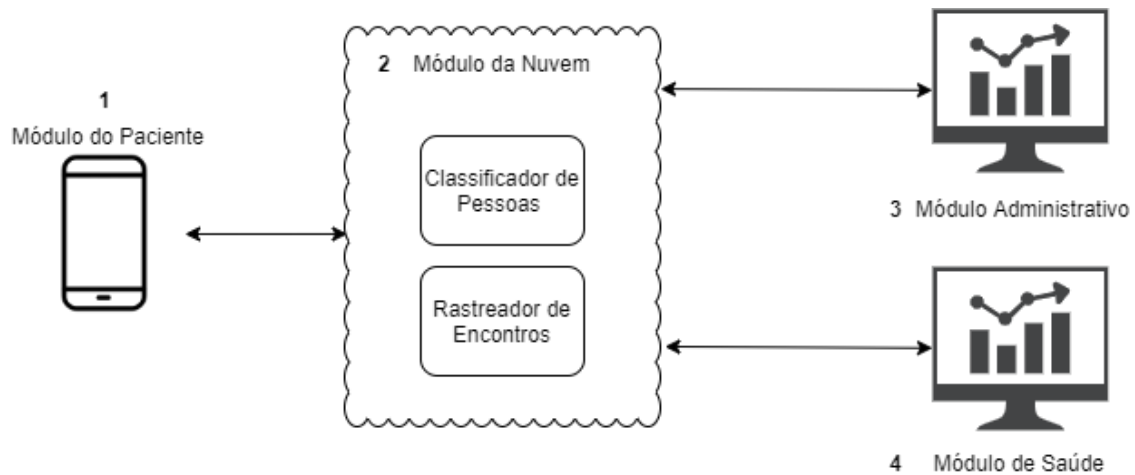 1
Módulo do Paciente
2 Módulo da Nuvem
Classificador de
Pessoas
Rastreador de
Encontros
3 Módulo Administrativo
4 Módulo de Saúde